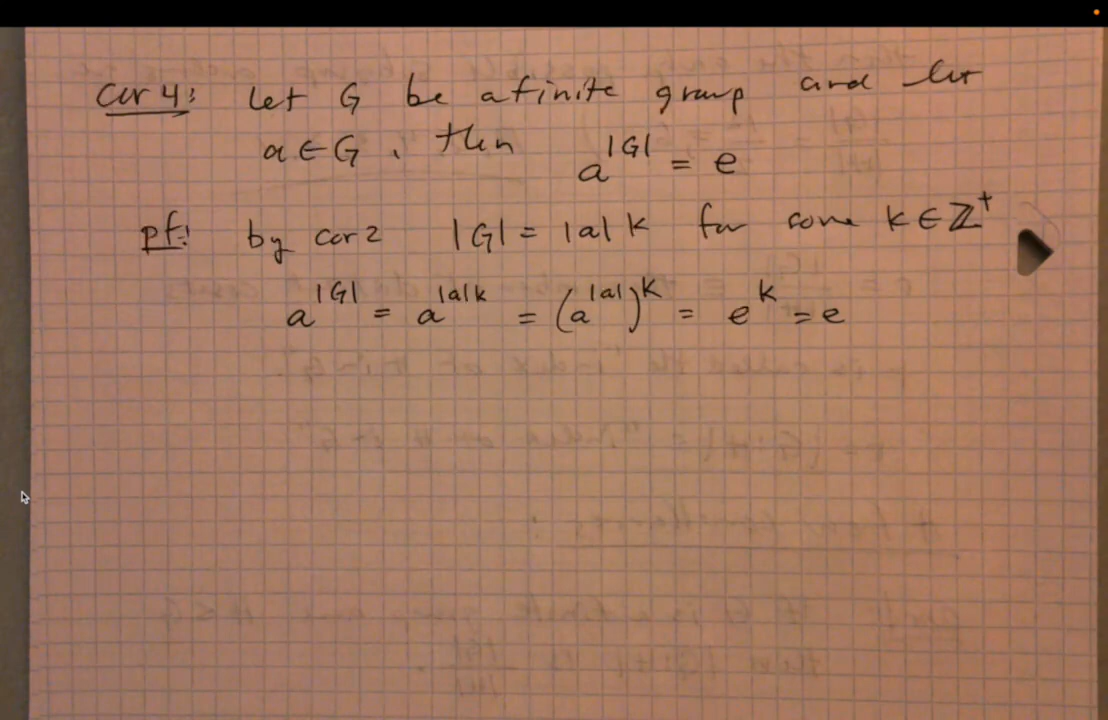 Cor 4: Let G be a finite group and let
a ∈ G, then a^|G| = e
pf: by cor 2 |G| = |a| k for some k ∈ ℤ^+
a^|G| = a^|a|k = (a^|a|)^k = e^k = e